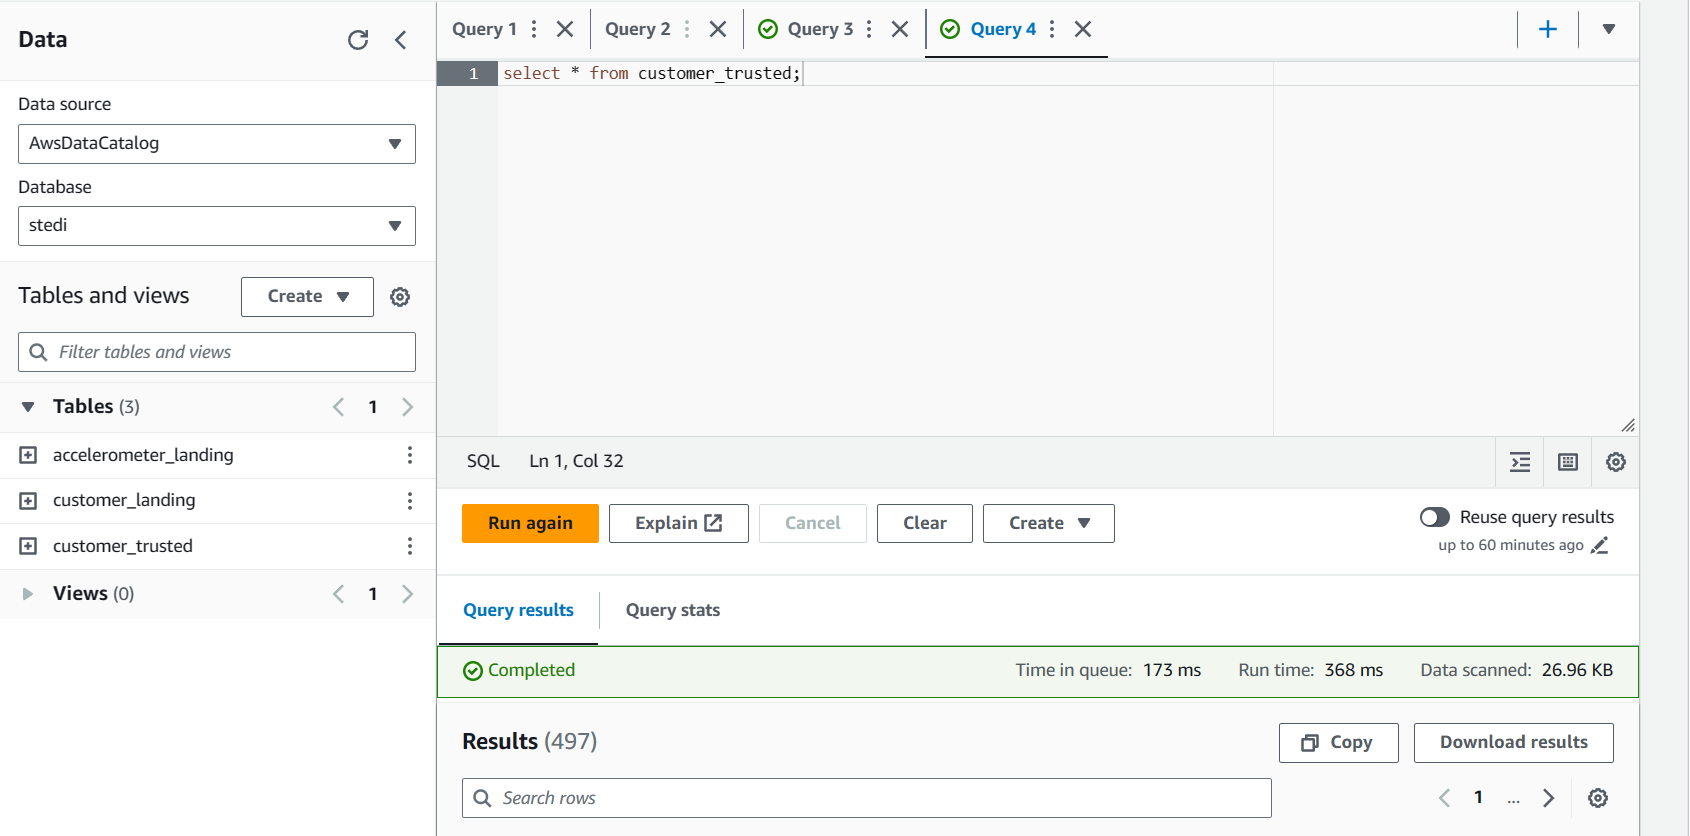 Data
Data source
AwsDataCatalog
Database
stedi
Tables and views
Create
Filter tables and views
Tables (3)
1
accelerometer_landing
customer_landing
customer_trusted
Views (0)
1
Query 1
Query 2
Query 3
Query 4
1 select * from customer_trusted;
SQL Ln 1, Col 32
Run again Explain Cancel Clear Create
Reuse query results
up to 60 minutes ago
Query results Query stats
Completed Time in queue: 173 ms Run time: 368 ms Data scanned: 26.96 KB
Results (497)
Copy Download results
Search rows
1 ...